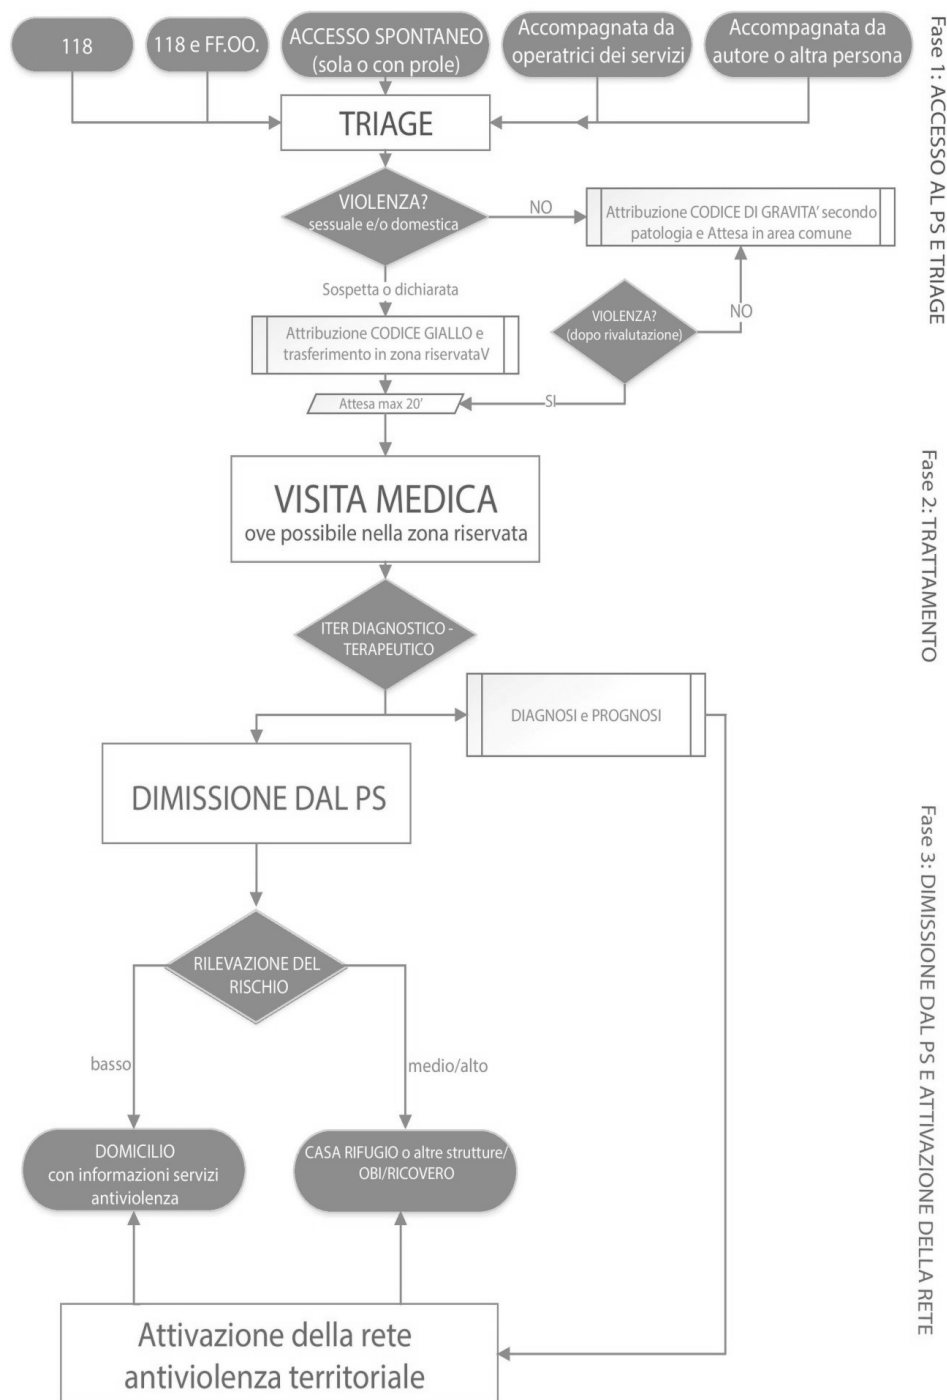 118
118 e FF.OO.
ACCESSO SPONTANEO
(sola o con prole)
Accompagnata da
operatrici dei servizi
Accompagnata da
autore o altra persona
Fase 1: ACCESSO AL PS E TRIAGE
TRIAGE
VIOLENZA?
sessuale e/o domestica
NO
Attribuzione CODICE DI GRAVITA' secondo
patologia e Attesa in area comune
Sospetta o dichiarata
VIOLENZA?
(dopo rivalutazione)
NO
Attribuzione CODICE GIALLO e
trasferimento in zona riservataV
Attesa max 20'
SI
VISITA MEDICA
ove possibile nella zona riservata
Fase 2: TRATTAMENTO
ITER DIAGNOSTICO -
TERAPEUTICO
DIAGNOSI e PROGNOSI
DIMISSIONE DAL PS
Fase 3: DIMISSIONE DAL PS E ATTIVAZIONE DELLA RETE
RILEVAZIONE DEL
RISCHIO
basso
medio/alto
DOMICILIO
con informazioni servizi
antiviolenza
CASA RIFUGIO o altre strutture/
OBI/RICOVERO
Attivazione della rete
antiviolenza territoriale